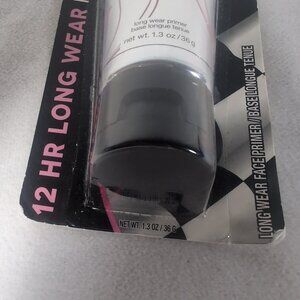 long wear primer
base longue tenue
net wt. 1.3 oz / 36 g
12 HR LONG WEAR
LONG WEAR FACE PRIMER//BASE LONGUE TENUE
NET WT. 1.3 OZ / 36 G